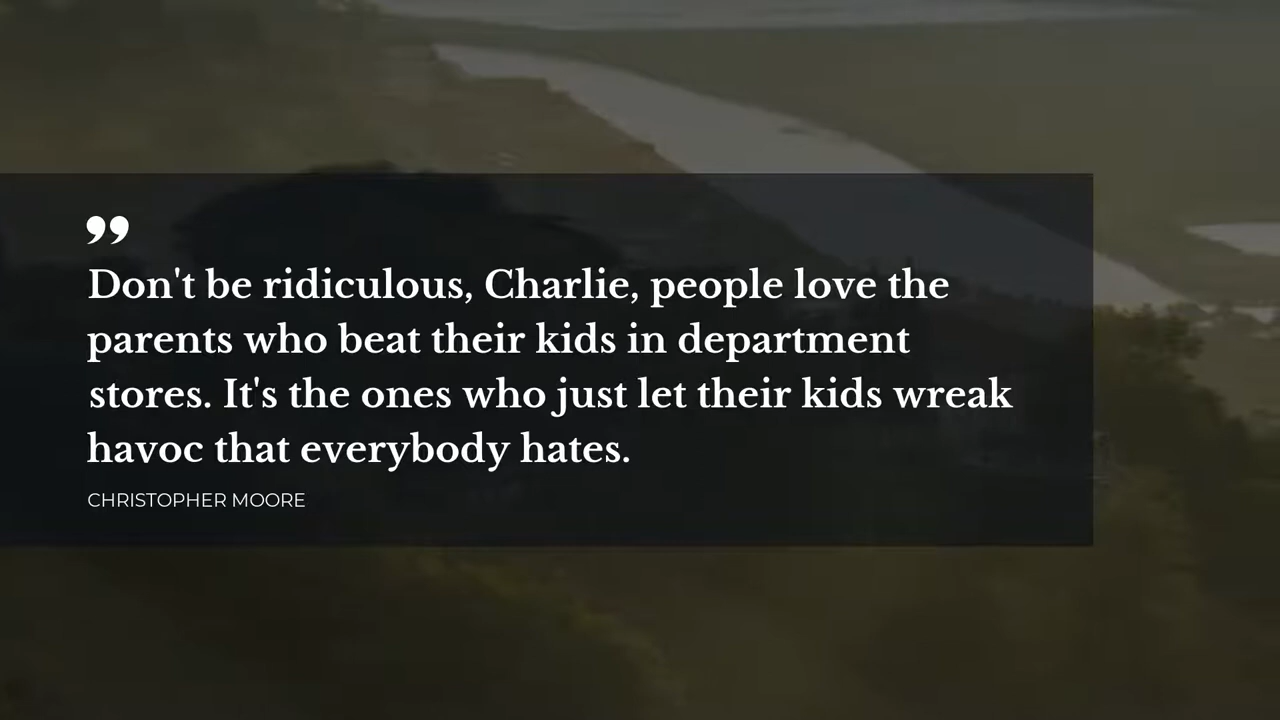 ”
Don't be ridiculous, Charlie, people love the
parents who beat their kids in department
stores. It's the ones who just let their kids wreak
havoc that everybody hates.
CHRISTOPHER MOORE